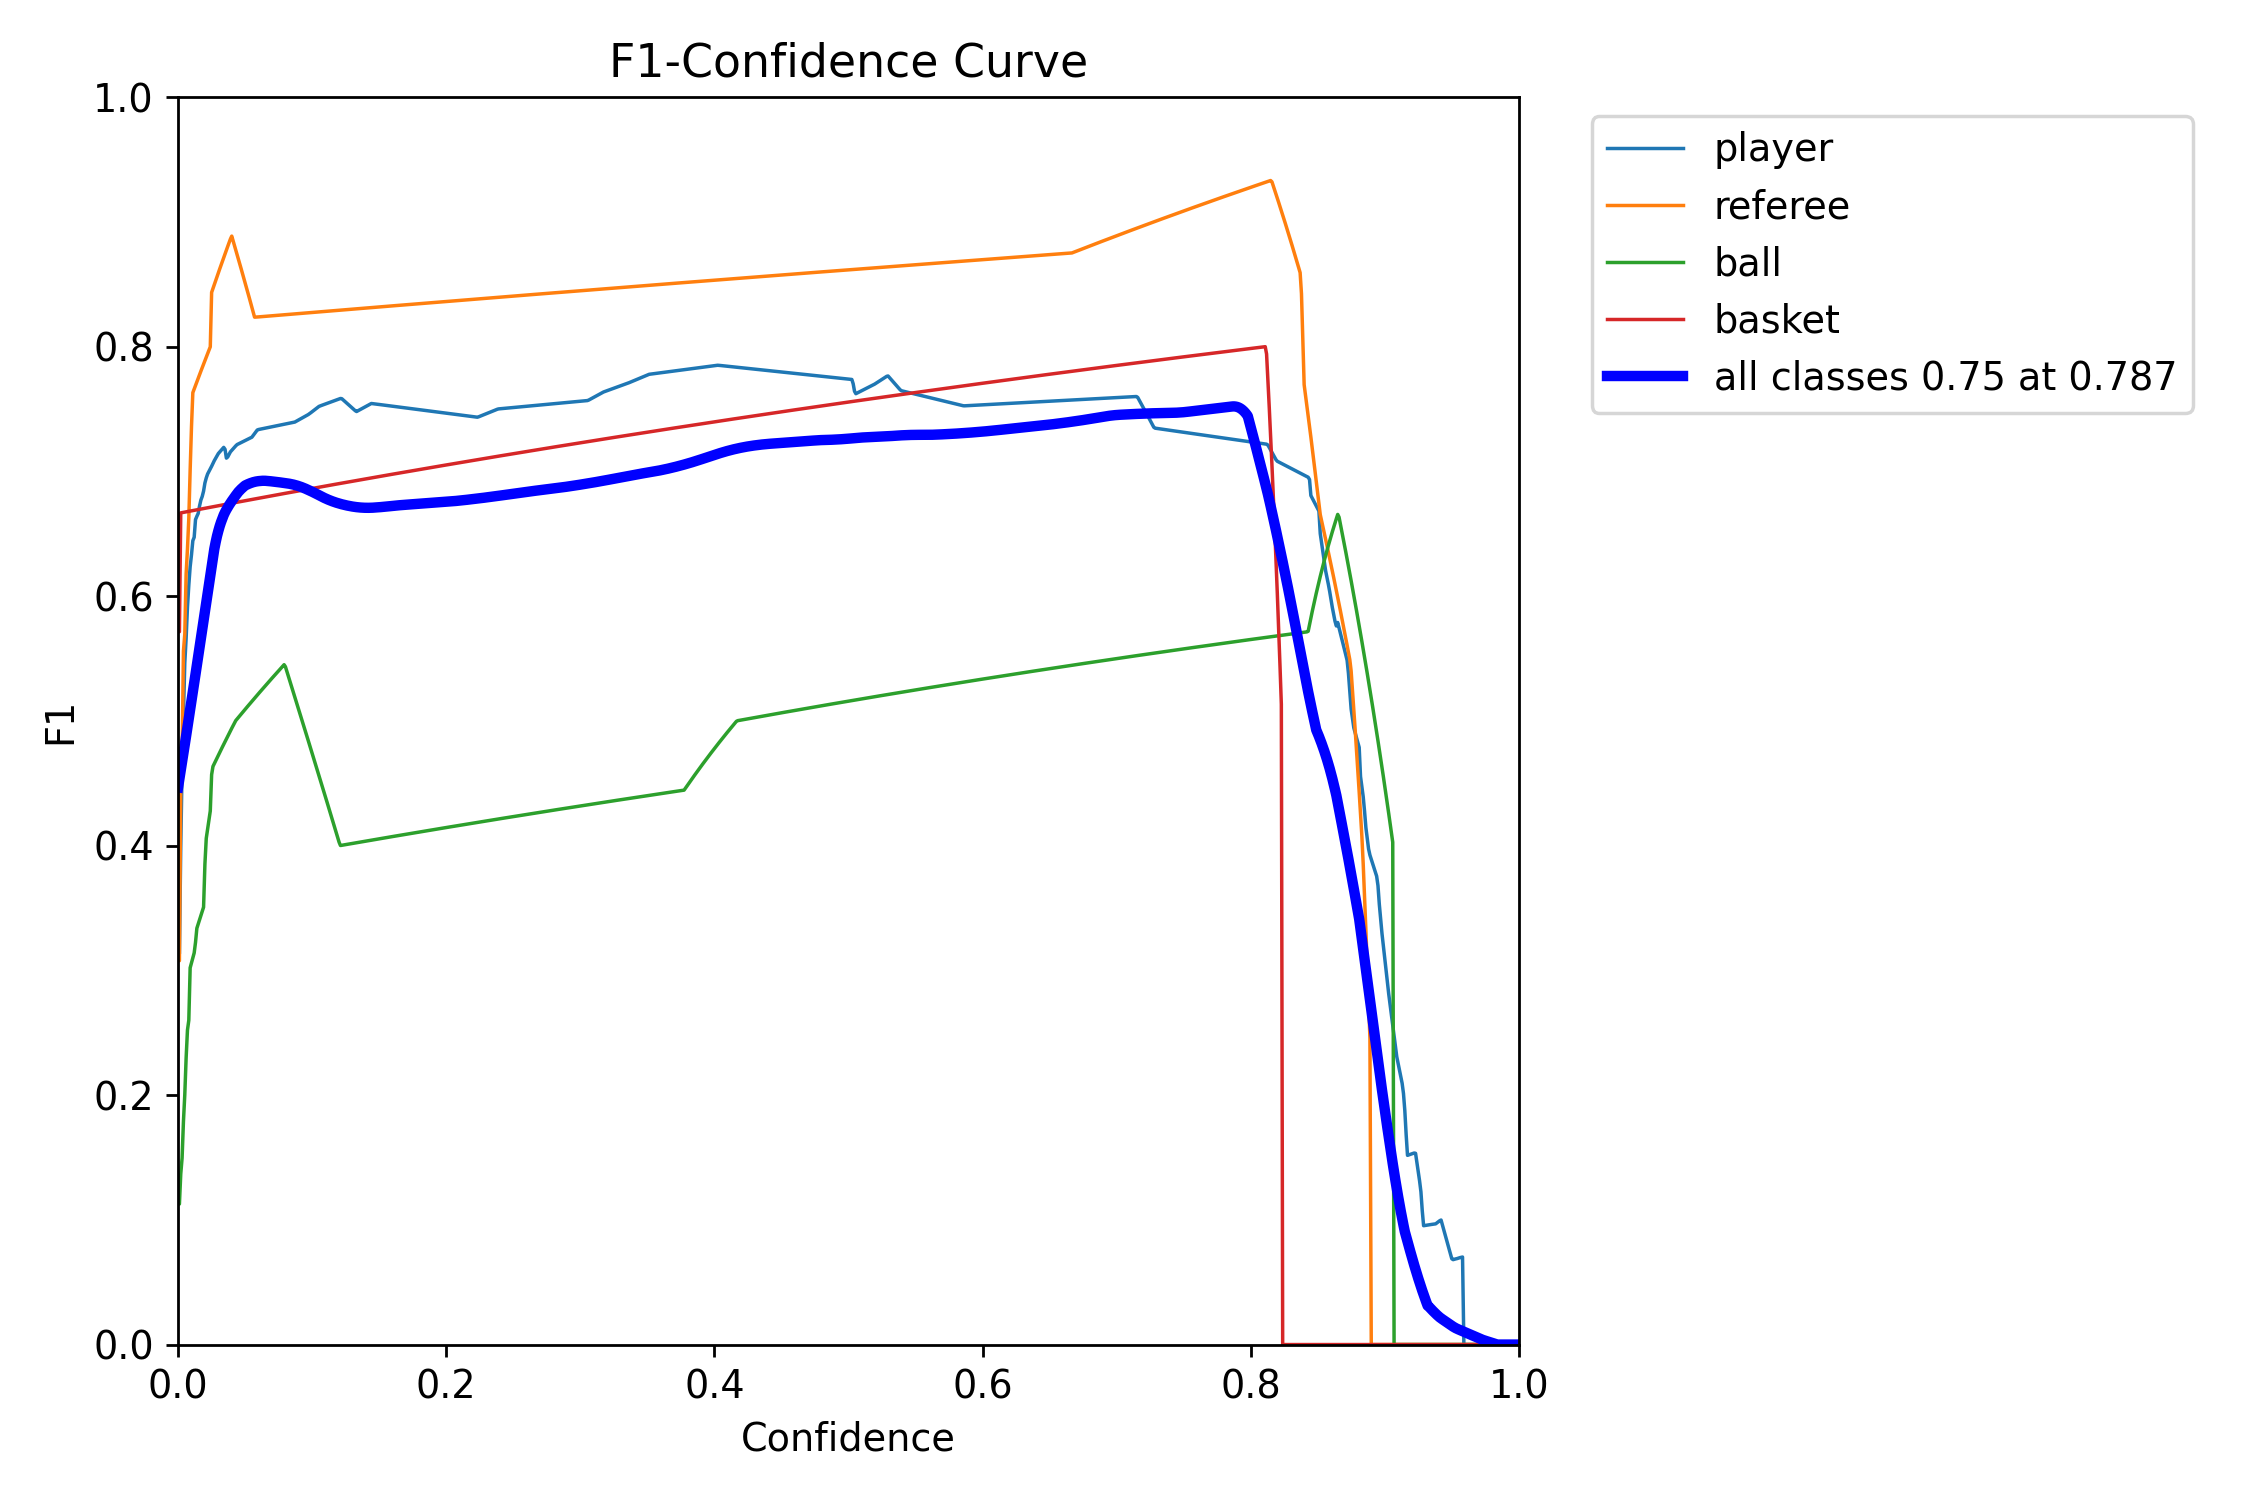 F1-Confidence Curve
1.0
0.8
0.6
0.4
0.2
0.0
F1
0.0 0.2 0.4 0.6 0.8 1.0
Confidence
player
referee
ball
basket
all classes 0.75 at 0.787